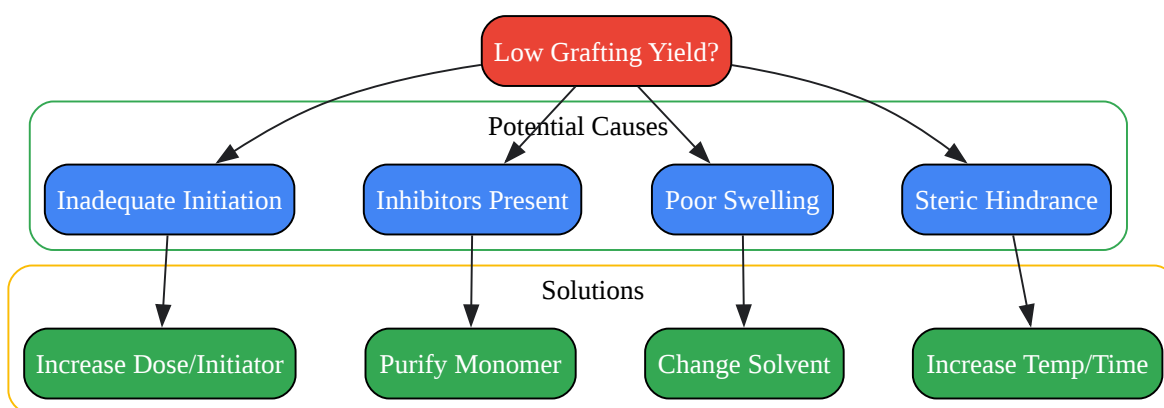 Low Grafting Yield?
Potential Causes
Inadequate Initiation
Inhibitors Present
Poor Swelling
Steric Hindrance
Solutions
Increase Dose/Initiator
Purify Monomer
Change Solvent
Increase Temp/Time